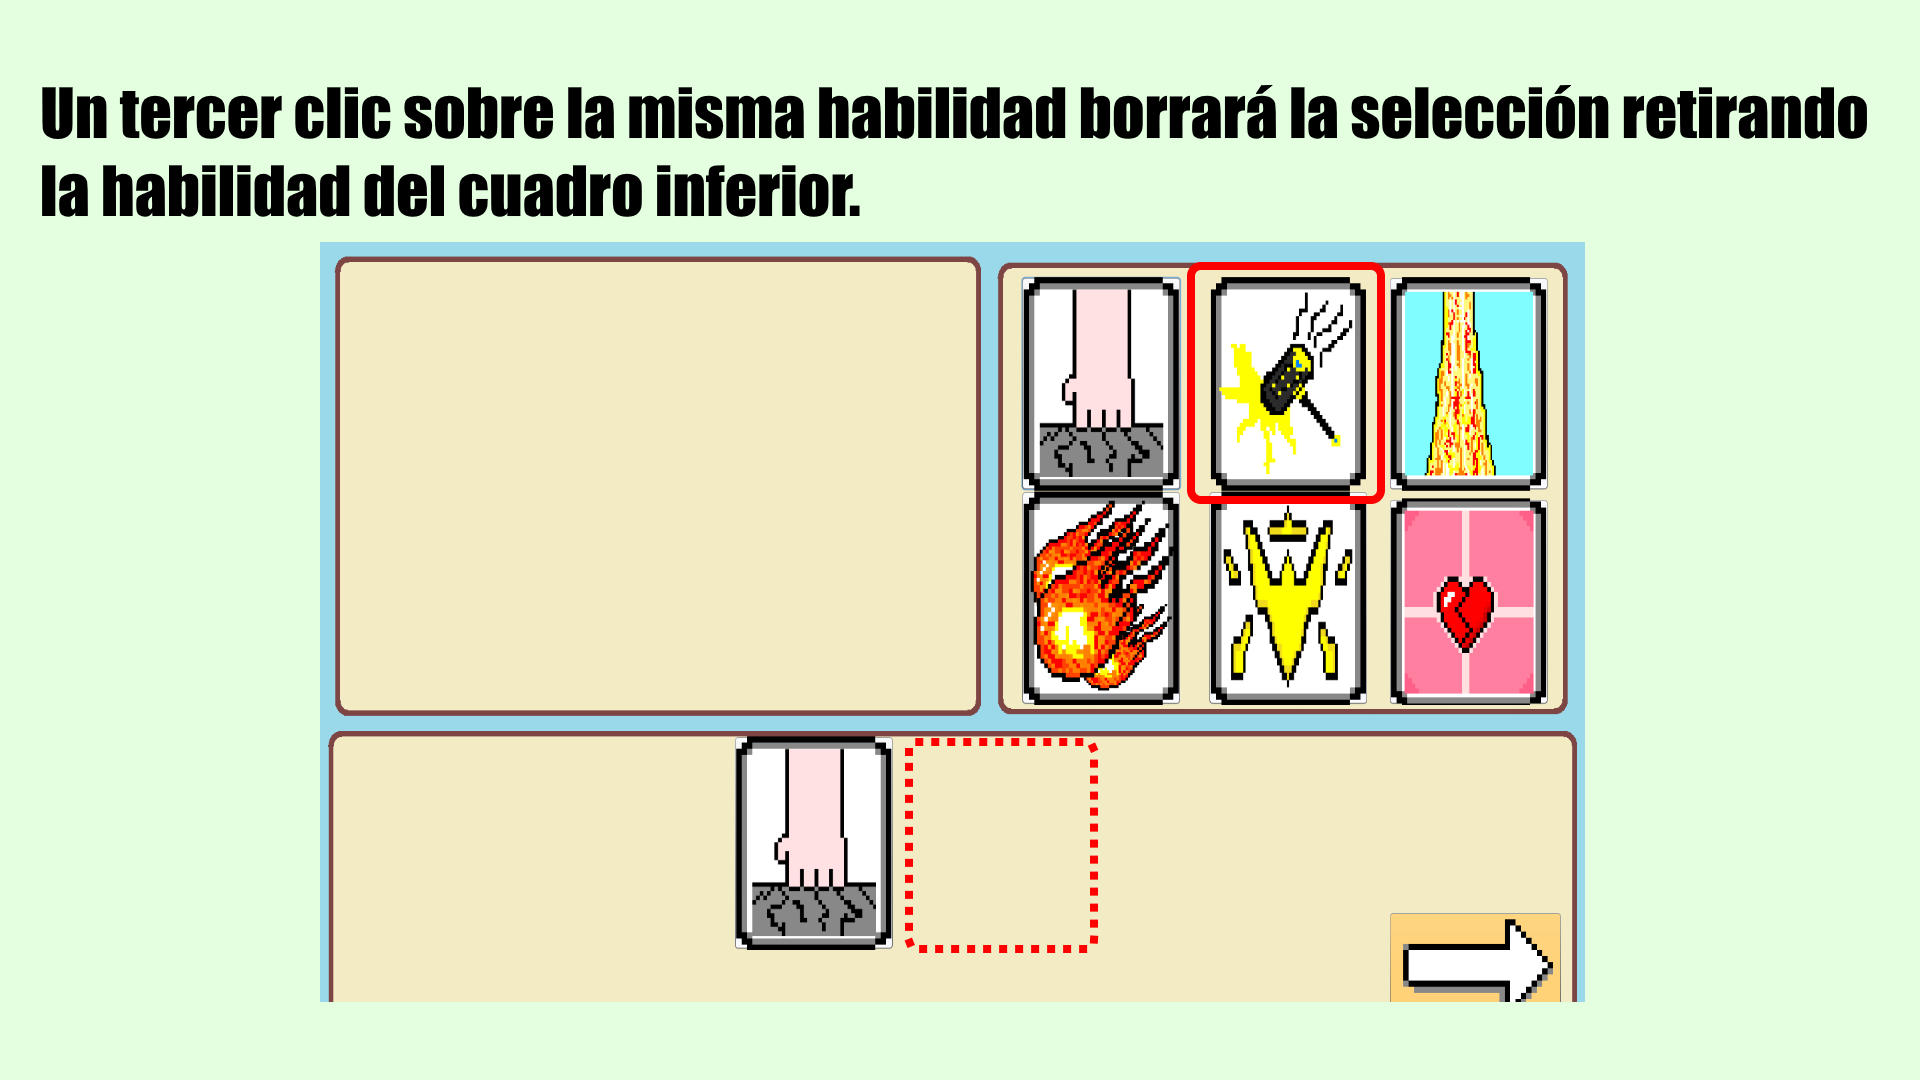 Un tercer clic sobre la misma habilidad borrará la selección retirando
la habilidad del cuadro inferior.